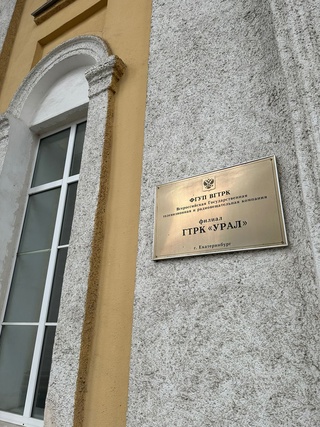 ФГУП ВГТРК
Всероссийская Государственная
телевизионная и радиовещательная компания
филиал
ГТРК «УРАЛ»
г. Екатеринбург